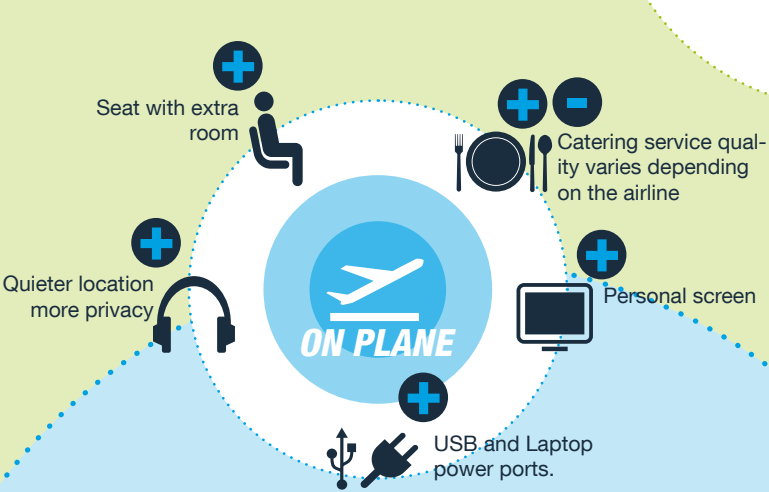 Seat with extra
room
Catering service qual-
ity varies depending
on the airline
Quieter location
more privacy
Personal screen
ON PLANE
USB and Laptop
power ports.